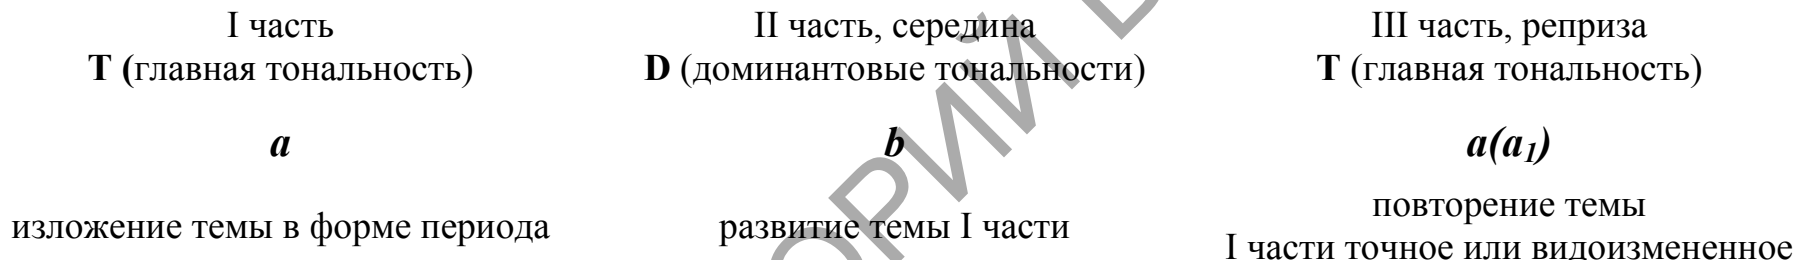 I часть
T (главная тональность)
a
изложение темы в форме периода
II часть, середина
D (доминантовые тональности)
b
развитие темы I части
III часть, реприза
T (главная тональность)
a(a1)
повторение темы
I части точное или видоизмененное